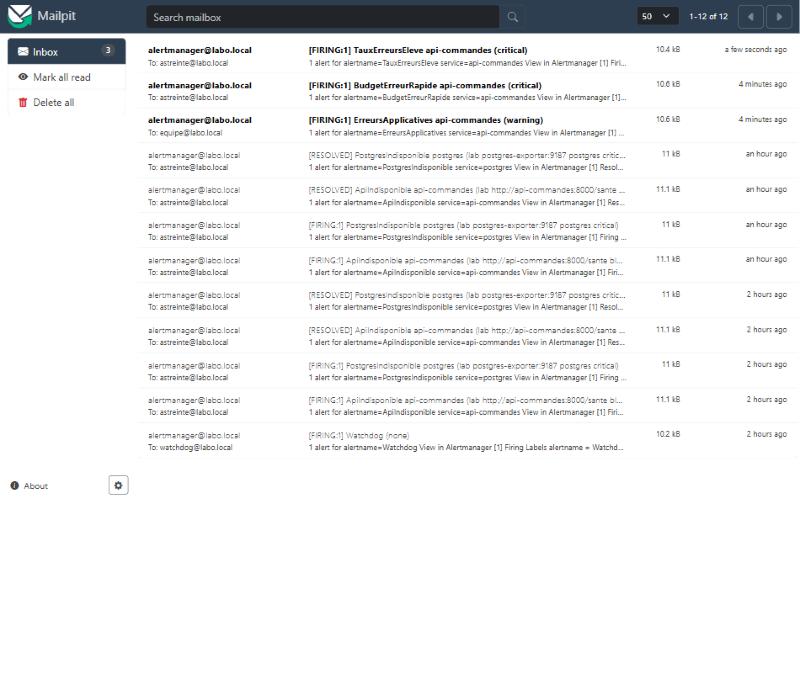 Mailpit
Search mailbox
50
1-12 of 12
Inbox 3
Mark all read
Delete all
alertmanager@labo.local [FIRING:1] TauxErreursEleve api-commandes (critical) 10.4 kB a few seconds ago
To: astreinte@labo.local 1 alert for alertname=TauxErreursEleve service=api-commandes View in Alertmanager [1] Firi...
alertmanager@labo.local [FIRING:1] BudgetErreurRapide api-commandes (critical) 10.6 kB 4 minutes ago
To: astreinte@labo.local 1 alert for alertname=BudgetErreurRapide service=api-commandes View in Alertmanager [1]...
alertmanager@labo.local [FIRING:1] ErreursApplicatives api-commandes (warning) 10.6 kB 4 minutes ago
To: equipe@labo.local 1 alert for alertname=ErreursApplicatives service=api-commandes View in Alertmanager [1] ...
alertmanager@labo.local [RESOLVED] PostgresIndisponible postgres (lab postgres-exporter:9187 postgres critic... 11 kB an hour ago
To: astreinte@labo.local 1 alert for alertname=PostgresIndisponible service=postgres View in Alertmanager [1] Resol...
alertmanager@labo.local [RESOLVED] ApiIndisponible api-commandes (lab http://api-commandes:8000/sante ... 11.1 kB an hour ago
To: astreinte@labo.local 1 alert for alertname=ApiIndisponible service=api-commandes View in Alertmanager [1] Res...
alertmanager@labo.local [FIRING:1] PostgresIndisponible postgres (lab postgres-exporter:9187 postgres critical) 11 kB an hour ago
To: astreinte@labo.local 1 alert for alertname=PostgresIndisponible service=postgres View in Alertmanager [1] Firing ...
alertmanager@labo.local [FIRING:1] ApiIndisponible api-commandes (lab http://api-commandes:8000/sante bl... 11.1 kB an hour ago
To: astreinte@labo.local 1 alert for alertname=ApiIndisponible service=api-commandes View in Alertmanager [1] Firi...
alertmanager@labo.local [RESOLVED] PostgresIndisponible postgres (lab postgres-exporter:9187 postgres critic... 11 kB 2 hours ago
To: astreinte@labo.local 1 alert for alertname=PostgresIndisponible service=postgres View in Alertmanager [1] Resol...
alertmanager@labo.local [RESOLVED] ApiIndisponible api-commandes (lab http://api-commandes:8000/sante ... 11.1 kB 2 hours ago
To: astreinte@labo.local 1 alert for alertname=ApiIndisponible service=api-commandes View in Alertmanager [1] Res...
alertmanager@labo.local [FIRING:1] PostgresIndisponible postgres (lab postgres-exporter:9187 postgres critical) 11 kB 2 hours ago
To: astreinte@labo.local 1 alert for alertname=PostgresIndisponible service=postgres View in Alertmanager [1] Firing ...
alertmanager@labo.local [FIRING:1] ApiIndisponible api-commandes (lab http://api-commandes:8000/sante bl... 11.1 kB 2 hours ago
To: astreinte@labo.local 1 alert for alertname=ApiIndisponible service=api-commandes View in Alertmanager [1] Firi...
alertmanager@labo.local [FIRING:1] Watchdog (none) 10.2 kB 2 hours ago
To: watchdog@labo.local 1 alert for alertname=Watchdog View in Alertmanager [1] Firing Labels alertname = Watchd...
About